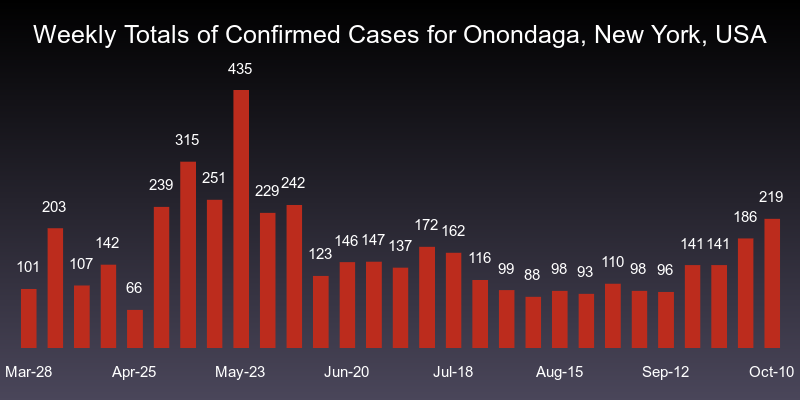 Weekly Totals of Confirmed Cases for Onondaga, New York, USA
101 203 107 142 66 239 315 251 435 229 242 123 146 147 137 172 162 116 99 88 98 93 110 98 96 141 141 186 219
Mar-28 Apr-25 May-23 Jun-20 Jul-18 Aug-15 Sep-12 Oct-10